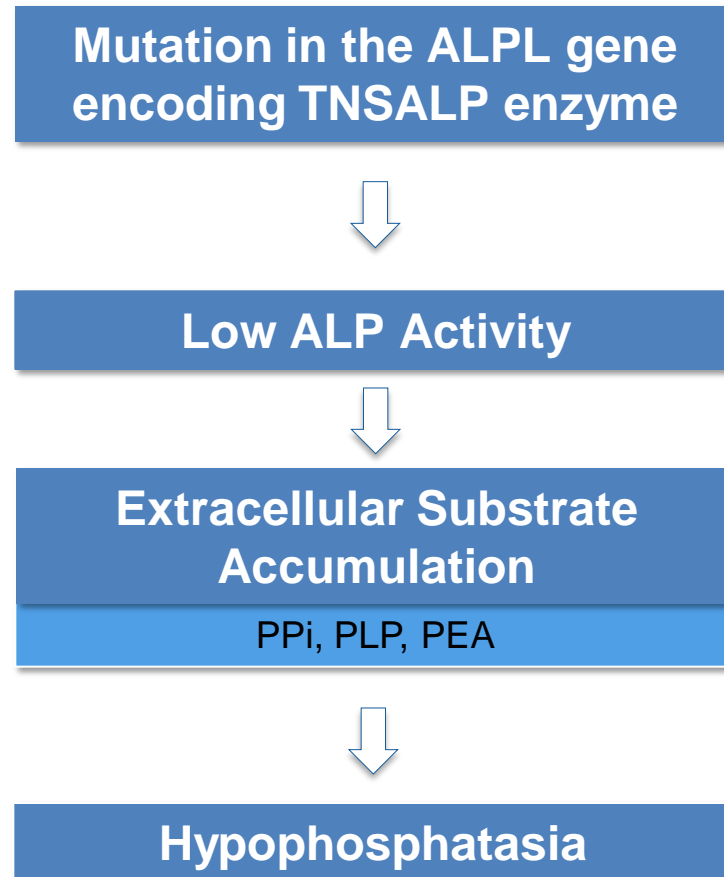 Mutation in the ALPL gene
encoding TNSALP enzyme
Low ALP Activity
Extracellular Substrate
Accumulation
PPi, PLP, PEA
Hypophosphatasia